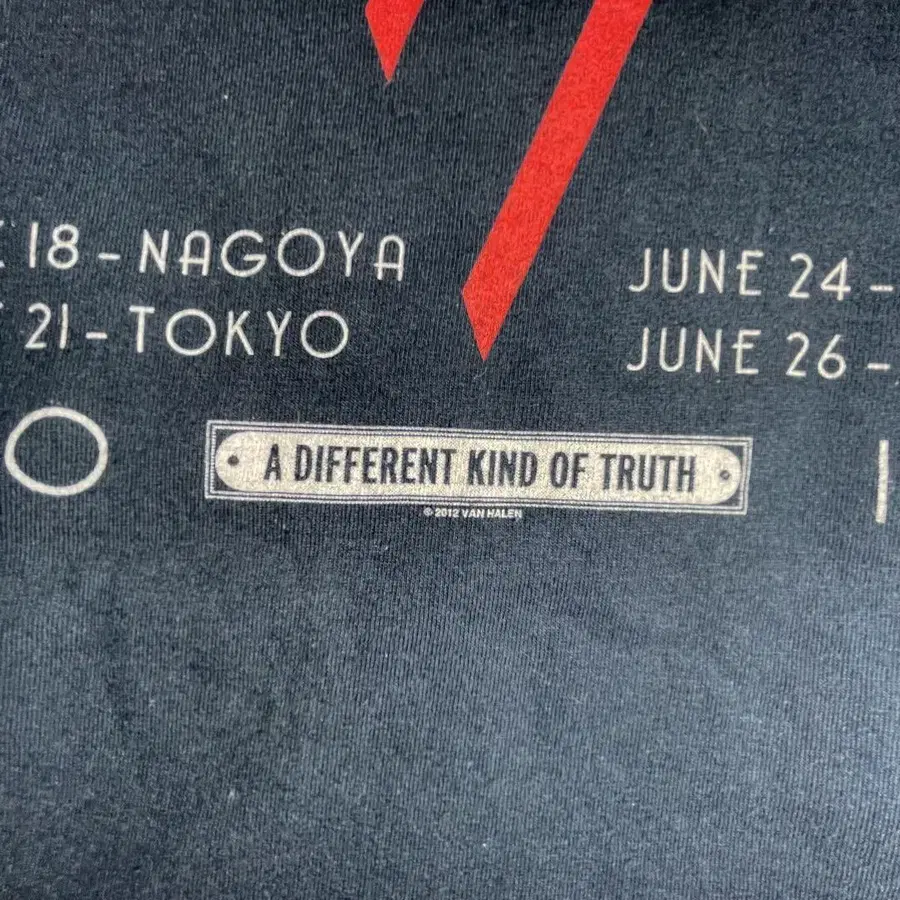 18 - NAGOYA
21 - TOKYO
JUNE 24 -
JUNE 26 -
O
A DIFFERENT KIND OF TRUTH
© 2012 VAN HALEN